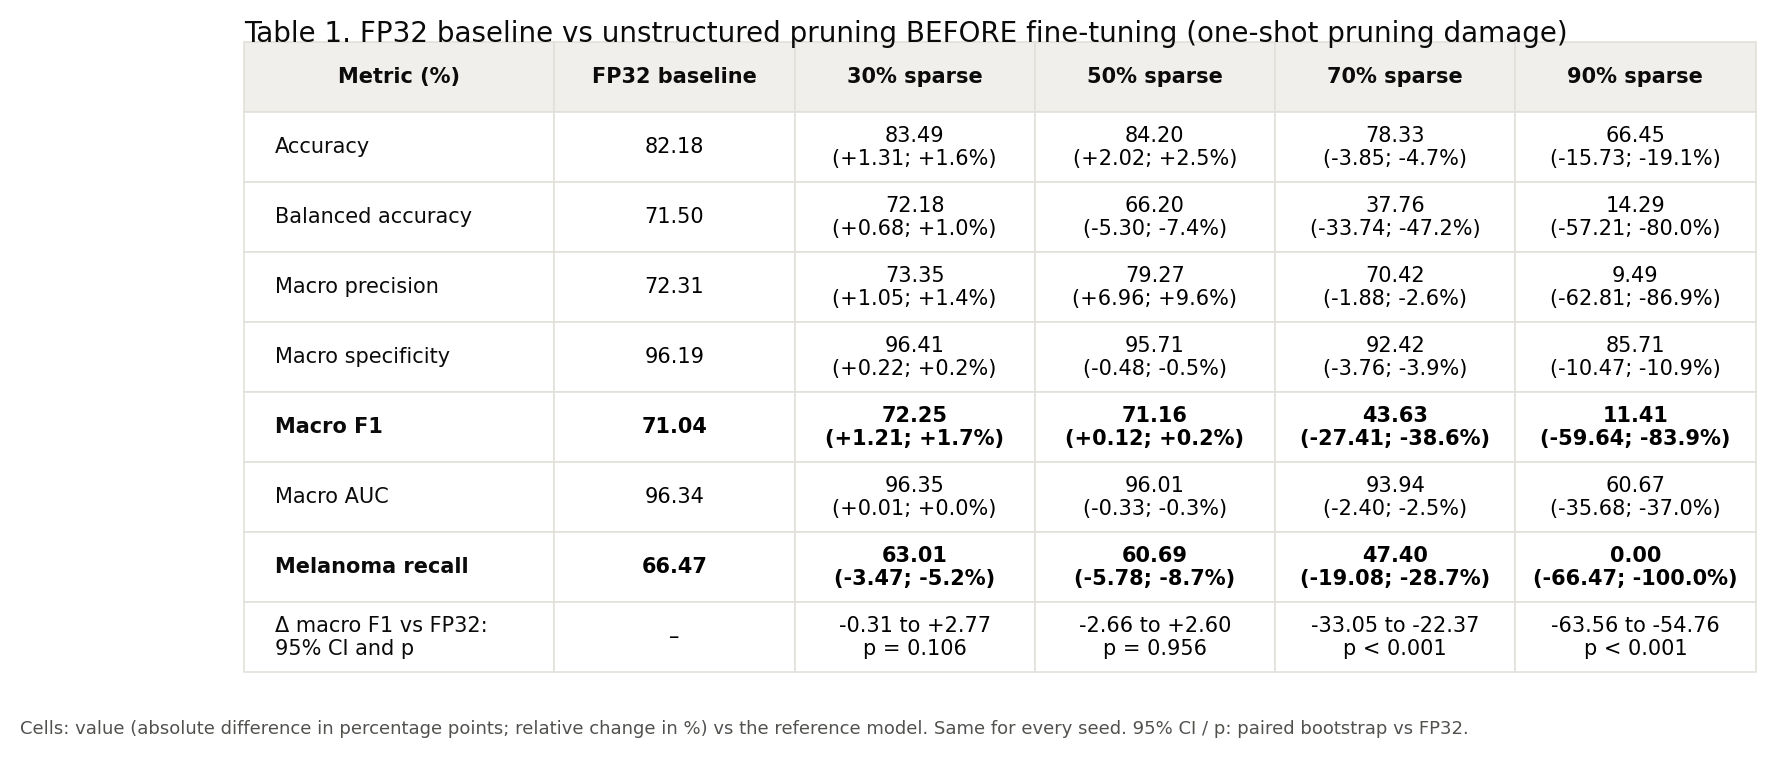 Table 1. FP32 baseline vs unstructured pruning BEFORE fine-tuning (one-shot pruning damage)
Metric (%) FP32 baseline 30% sparse 50% sparse 70% sparse 90% sparse
Accuracy 82.18 83.49 84.20 78.33 66.45
(+1.31; +1.6%) (+2.02; +2.5%) (-3.85; -4.7%) (-15.73; -19.1%)
Balanced accuracy 71.50 72.18 66.20 37.76 14.29
(+0.68; +1.0%) (-5.30; -7.4%) (-33.74; -47.2%) (-57.21; -80.0%)
Macro precision 72.31 73.35 79.27 70.42 9.49
(+1.05; +1.4%) (+6.96; +9.6%) (-1.88; -2.6%) (-62.81; -86.9%)
Macro specificity 96.19 96.41 95.71 92.42 85.71
(+0.22; +0.2%) (-0.48; -0.5%) (-3.76; -3.9%) (-10.47; -10.9%)
Macro F1 71.04 72.25 71.16 43.63 11.41
(+1.21; +1.7%) (+0.12; +0.2%) (-27.41; -38.6%) (-59.64; -83.9%)
Macro AUC 96.34 96.35 96.01 93.94 60.67
(+0.01; +0.0%) (-0.33; -0.3%) (-2.40; -2.5%) (-35.68; -37.0%)
Melanoma recall 66.47 63.01 60.69 47.40 0.00
(-3.47; -5.2%) (-5.78; -8.7%) (-19.08; -28.7%) (-66.47; -100.0%)
Δ macro F1 vs FP32: – -0.31 to +2.77 -2.66 to +2.60 -33.05 to -22.37 -63.56 to -54.76
95% CI and p p = 0.106 p = 0.956 p < 0.001 p < 0.001
Cells: value (absolute difference in percentage points; relative change in %) vs the reference model. Same for every seed. 95% CI / p: paired bootstrap vs FP32.